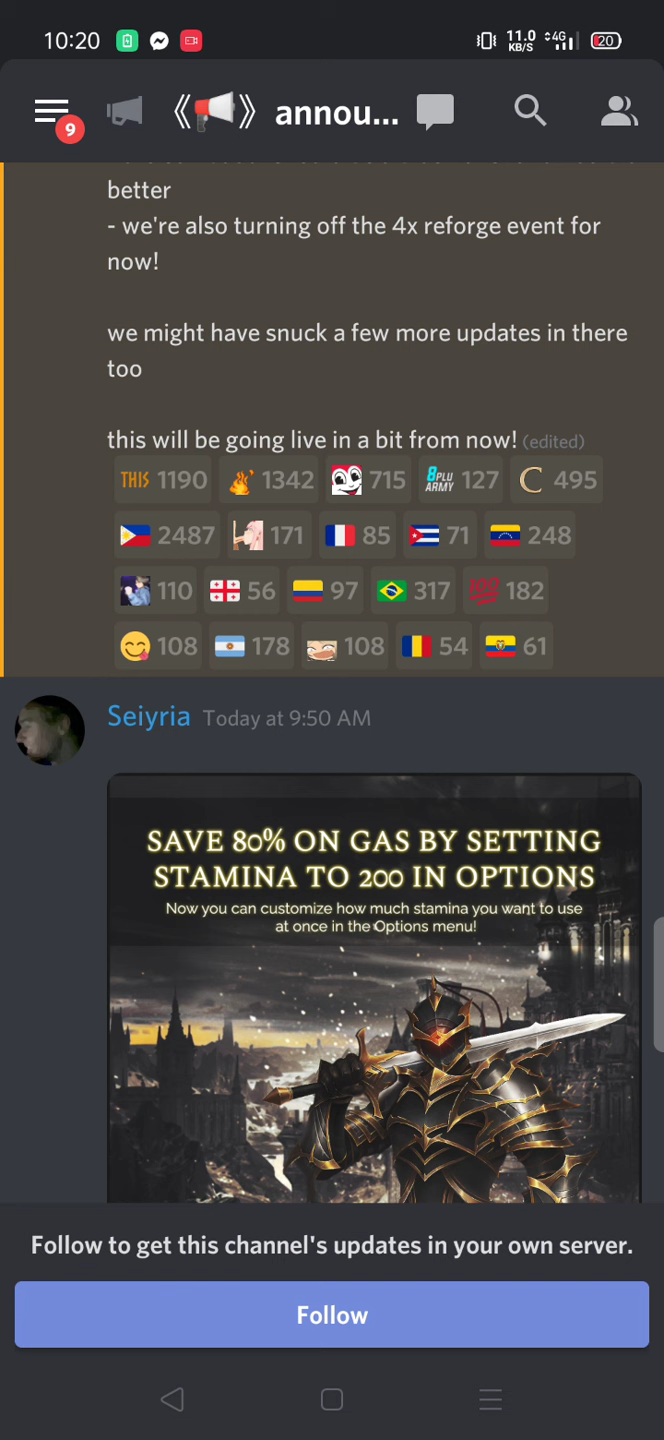 10:20
11.0
KB/S
4G
20
9
《 》 annou...
better
- we're also turning off the 4x reforge event for
now!
we might have snuck a few more updates in there
too
this will be going live in a bit from now! (edited)
THIS 1190 1342 715 8PLU ARMY 127 C 495
2487 171 85 71 248
110 56 97 317 100 182
108 178 108 54 61
Seiyria Today at 9:50 AM
SAVE 80% ON GAS BY SETTING
STAMINA TO 200 IN OPTIONS
Now you can customize how much stamina you want to use
at once in the Options menu!
Follow to get this channel's updates in your own server.
Follow